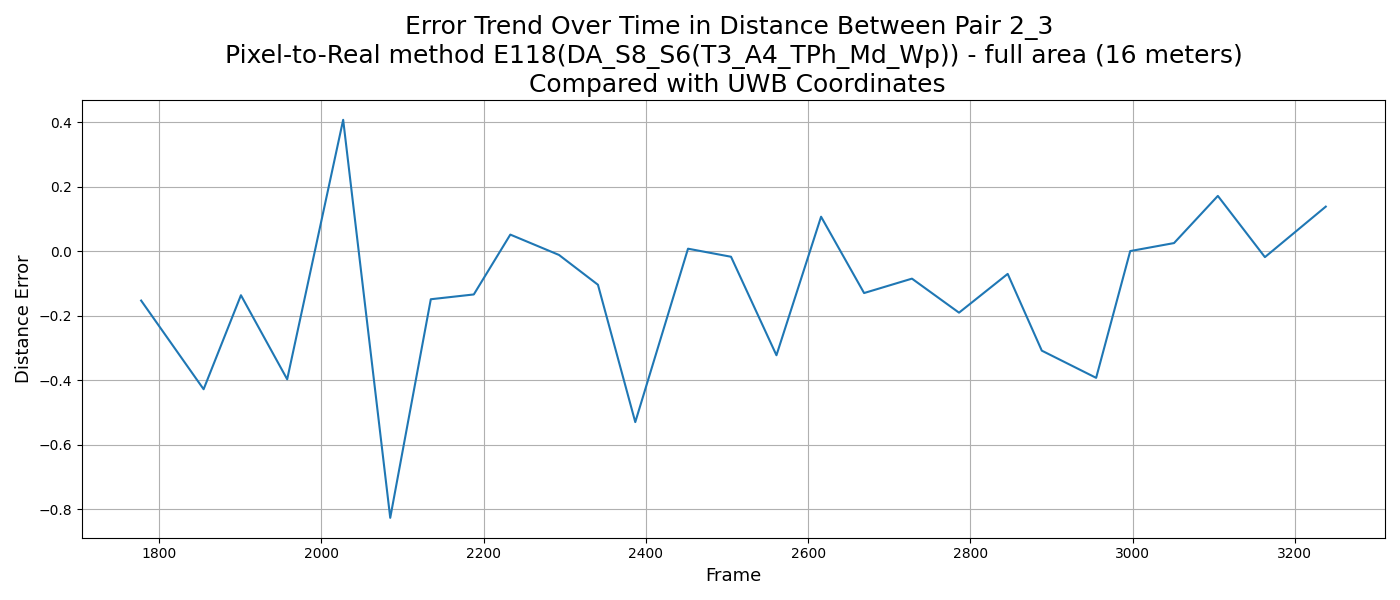 Error Trend Over Time in Distance Between Pair 2_3
Pixel-to-Real method E118(DA_S8_S6(T3_A4_TPh_Md_Wp)) - full area (16 meters)
Compared with UWB Coordinates
Distance Error
0.4
0.2
0.0
−0.2
−0.4
−0.6
−0.8
1800 2000 2200 2400 2600 2800 3000 3200
Frame